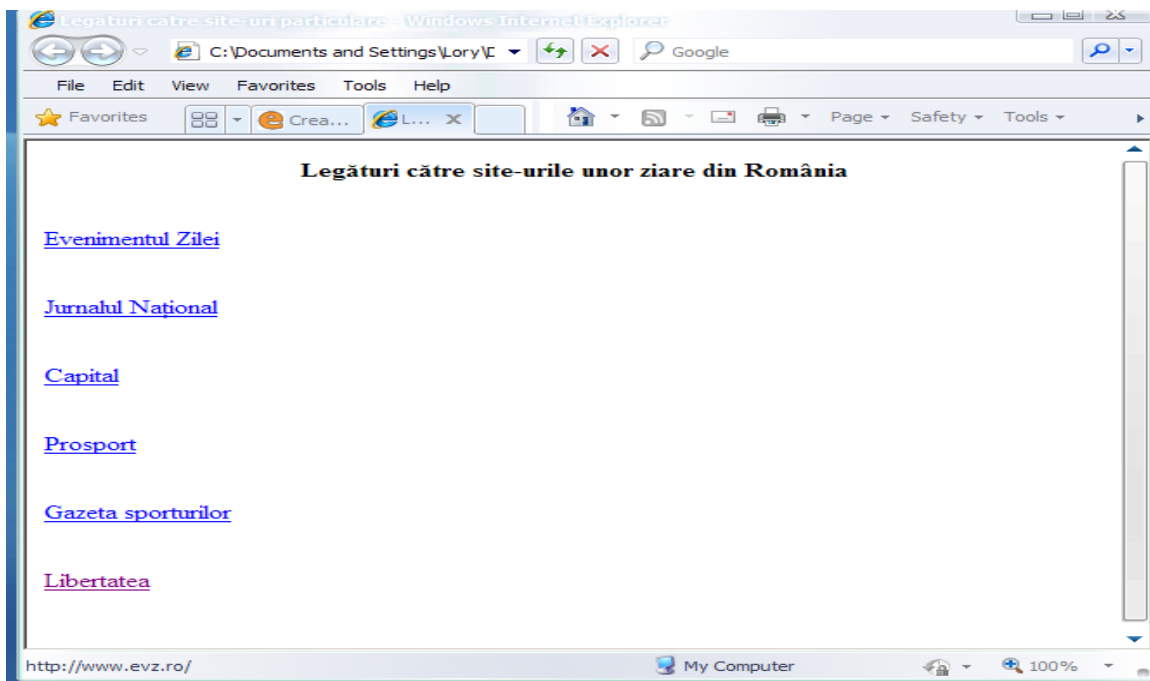 Legaturi catre site-uri particulare - Windows Internet Explorer
C:\Documents and Settings\Lory\D Google
File Edit View Favorites Tools Help
Favorites Crea... L... Page Safety Tools
Legături către site-urile unor ziare din România
Evenimentul Zilei
Jurnalul Național
Capital
Prosport
Gazeta sporturilor
Libertatea
http://www.evz.ro/ My Computer 100%